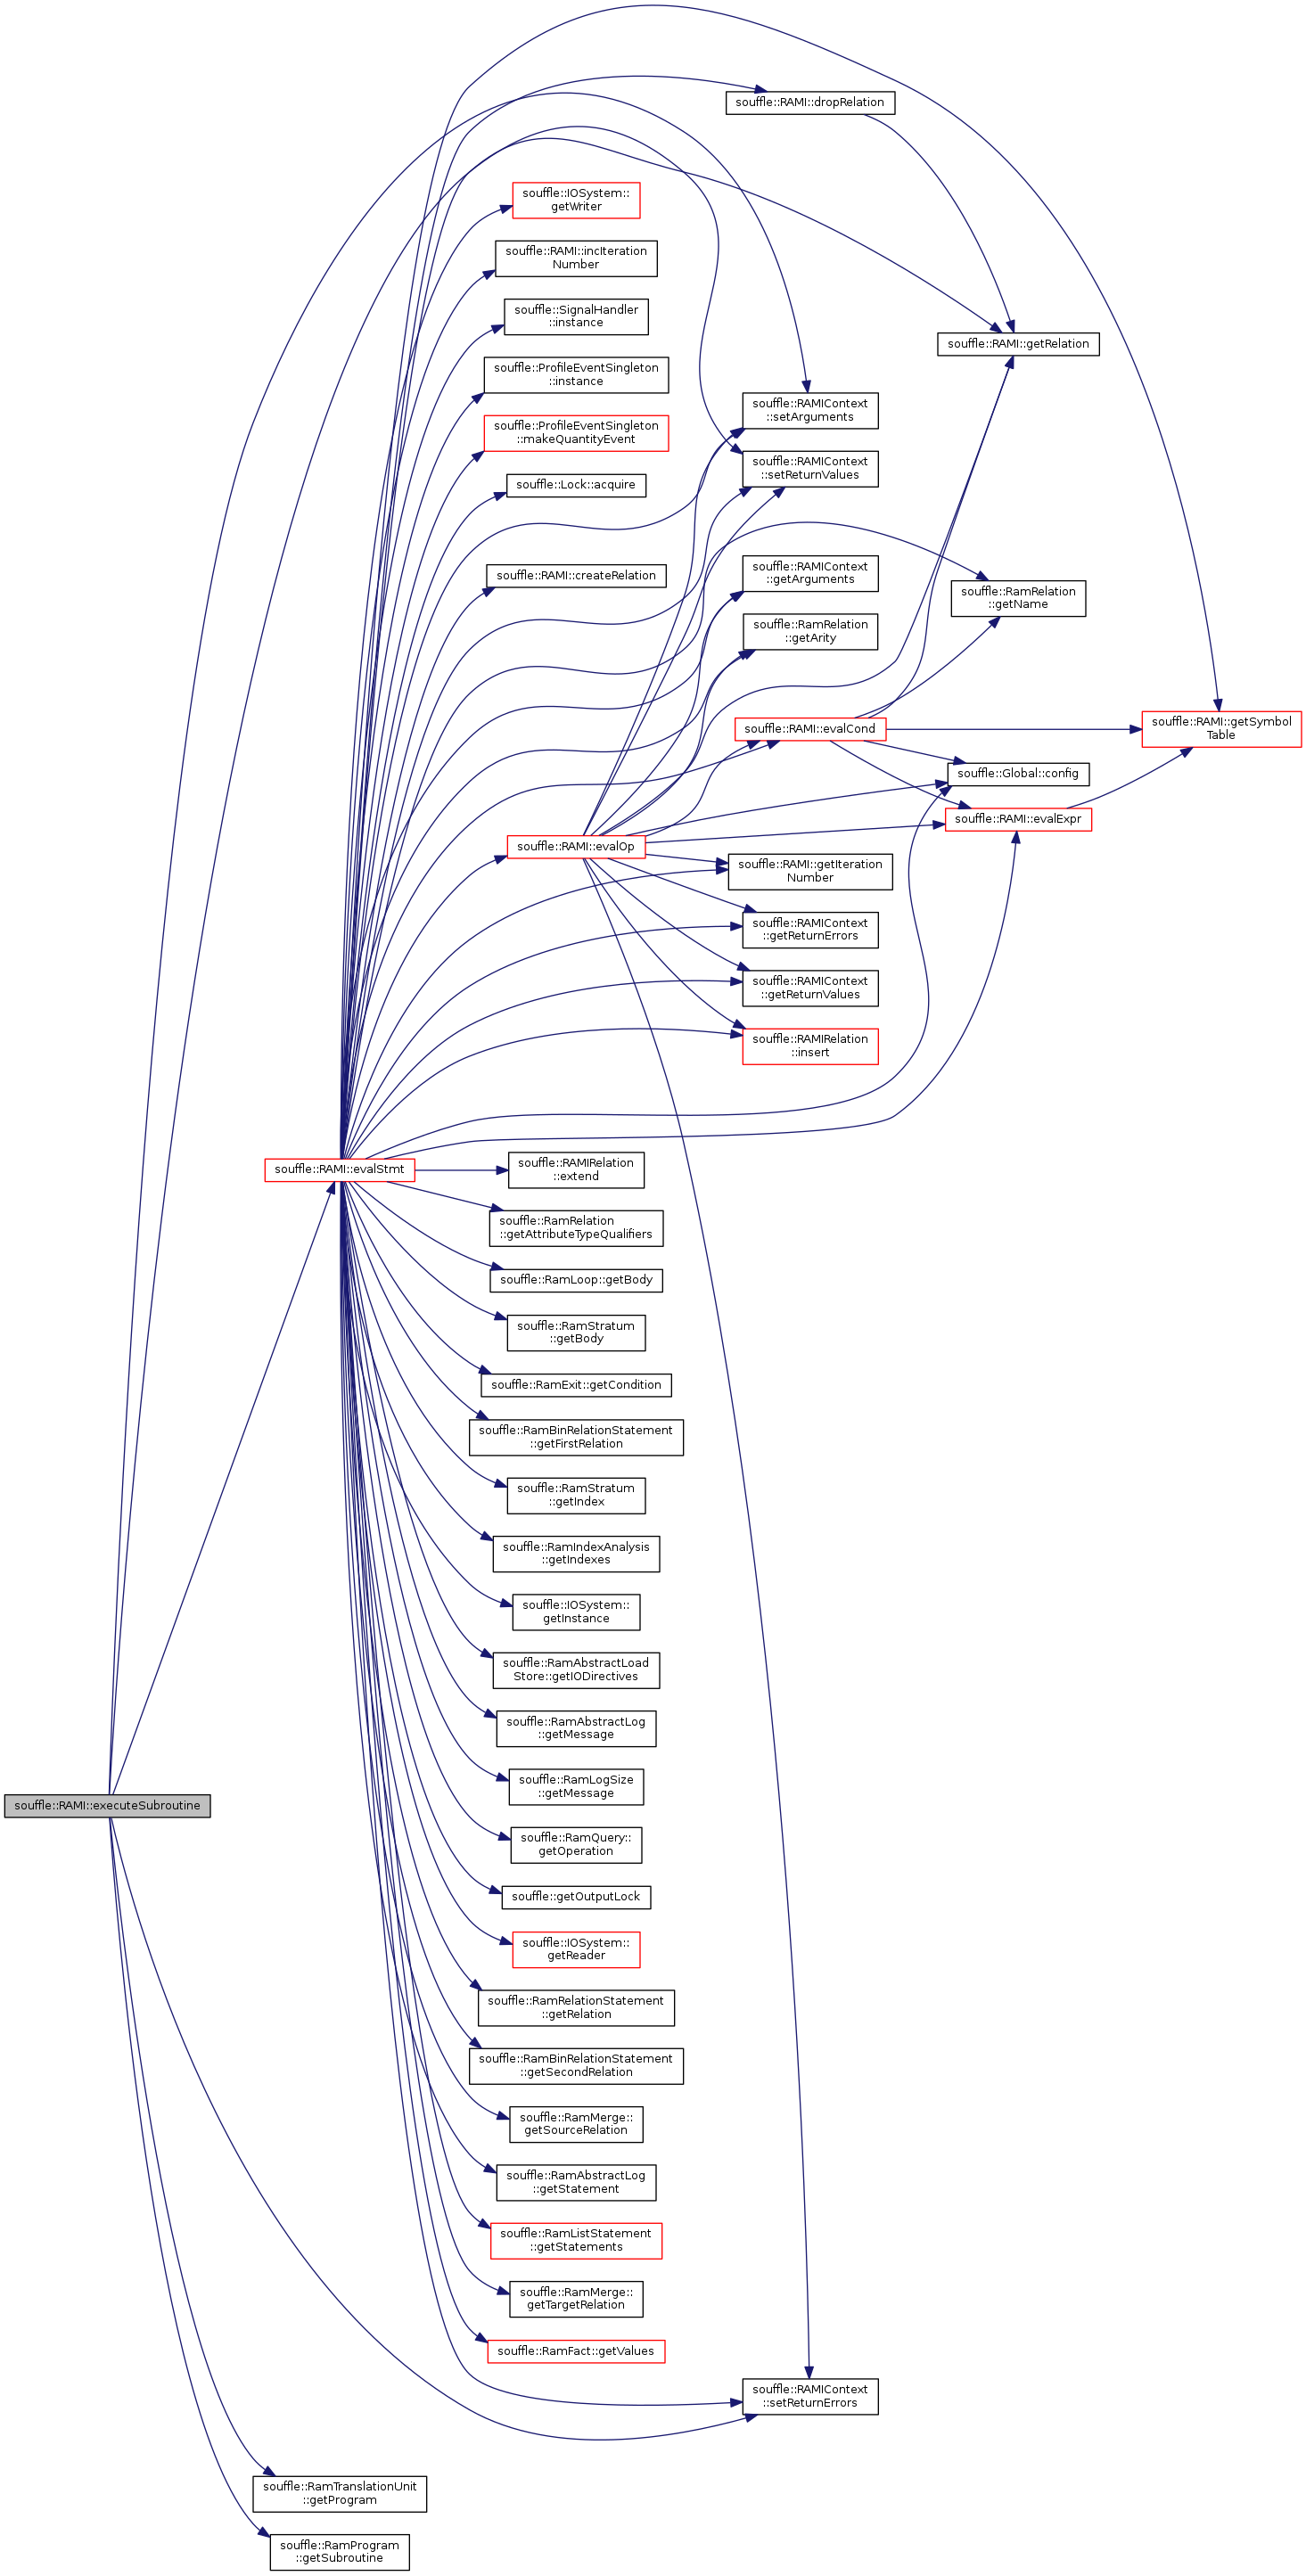 souffle::RAMI::dropRelation
souffle::IOSystem::
getWriter
souffle::RAMI::incIteration
Number
souffle::SignalHandler
::instance
souffle::RAMI::getRelation
souffle::ProfileEventSingleton
::instance
souffle::RAMIContext
::setArguments
souffle::ProfileEventSingleton
::makeQuantityEvent
souffle::RAMIContext
::setReturnValues
souffle::Lock::acquire
souffle::RAMI::createRelation
souffle::RAMIContext
::getArguments
souffle::RamRelation
::getName
souffle::RamRelation
::getArity
souffle::RAMI::evalCond
souffle::RAMI::getSymbol
Table
souffle::Global::config
souffle::RAMI::evalExpr
souffle::RAMI::evalOp
souffle::RAMI::getIteration
Number
souffle::RAMIContext
::getReturnErrors
souffle::RAMIContext
::getReturnValues
souffle::RAMIRelation
::insert
souffle::RAMI::evalStmt
souffle::RAMIRelation
::extend
souffle::RamRelation
::getAttributeTypeQualifiers
souffle::RamLoop::getBody
souffle::RamStratum
::getBody
souffle::RamExit::getCondition
souffle::RamBinRelationStatement
::getFirstRelation
souffle::RamStratum
::getIndex
souffle::RamIndexAnalysis
::getIndexes
souffle::IOSystem::
getInstance
souffle::RamAbstractLoad
Store::getIODirectives
souffle::RamAbstractLog
::getMessage
souffle::RamLogSize
::getMessage
souffle::RAMI::executeSubroutine
souffle::RamQuery::
getOperation
souffle::getOutputLock
souffle::IOSystem::
getReader
souffle::RamRelationStatement
::getRelation
souffle::RamBinRelationStatement
::getSecondRelation
souffle::RamMerge::
getSourceRelation
souffle::RamAbstractLog
::getStatement
souffle::RamListStatement
::getStatements
souffle::RamMerge::
getTargetRelation
souffle::RamFact::getValues
souffle::RAMIContext
::setReturnErrors
souffle::RamTranslationUnit
::getProgram
souffle::RamProgram
::getSubroutine